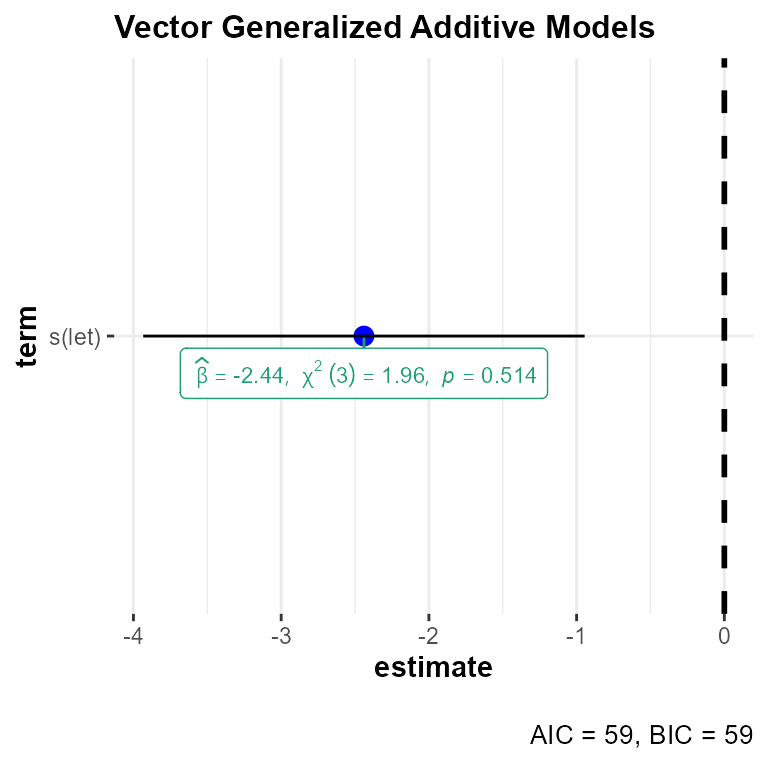 Vector Generalized Additive Models
term
s(let)
β̂ = -2.44, χ² (3) = 1.96, p = 0.514
-4 -3 -2 -1 0
estimate
AIC = 59, BIC = 59